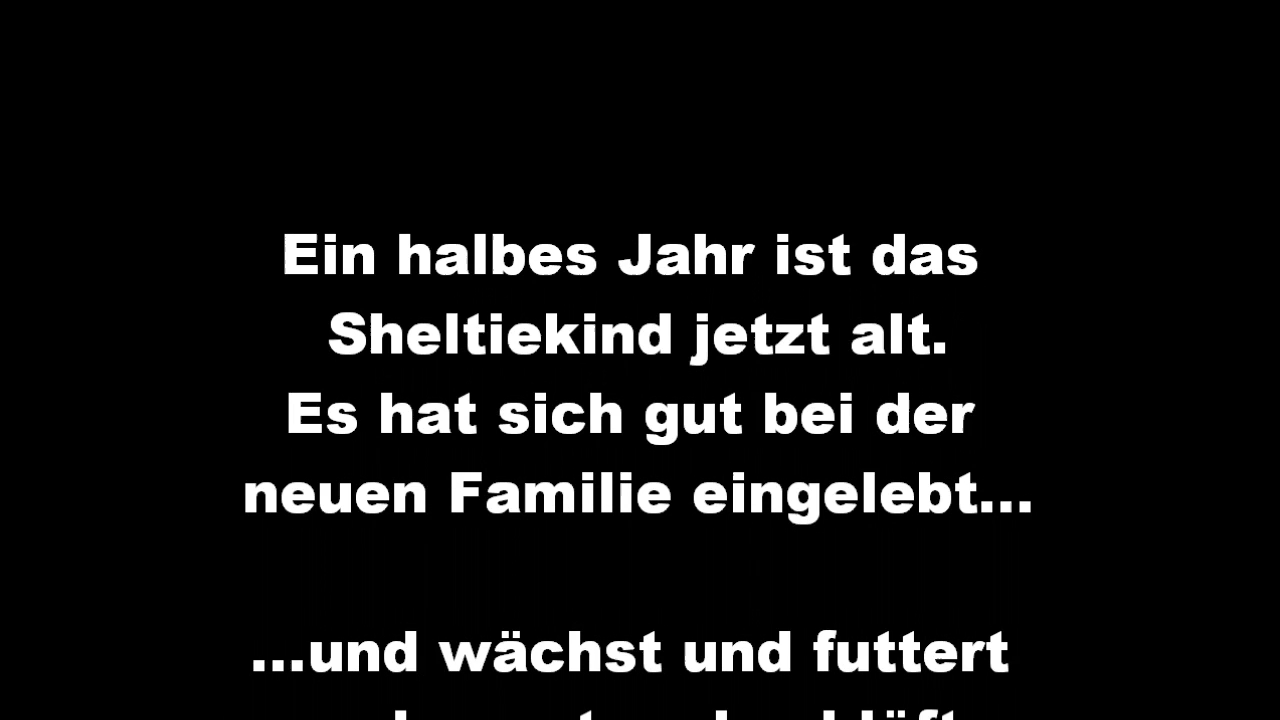 Ein halbes Jahr ist das
Sheltiekind jetzt alt.
Es hat sich gut bei der
neuen Familie eingelebt...
...und wächst und futtert